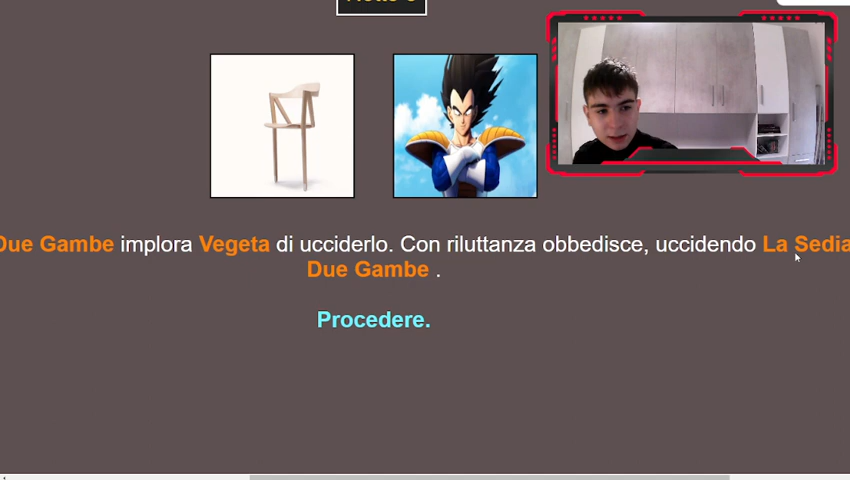 Due Gambe implora Vegeta di ucciderlo. Con riluttanza obbedisce, uccidendo La Sedia
Due Gambe .
Procedere.